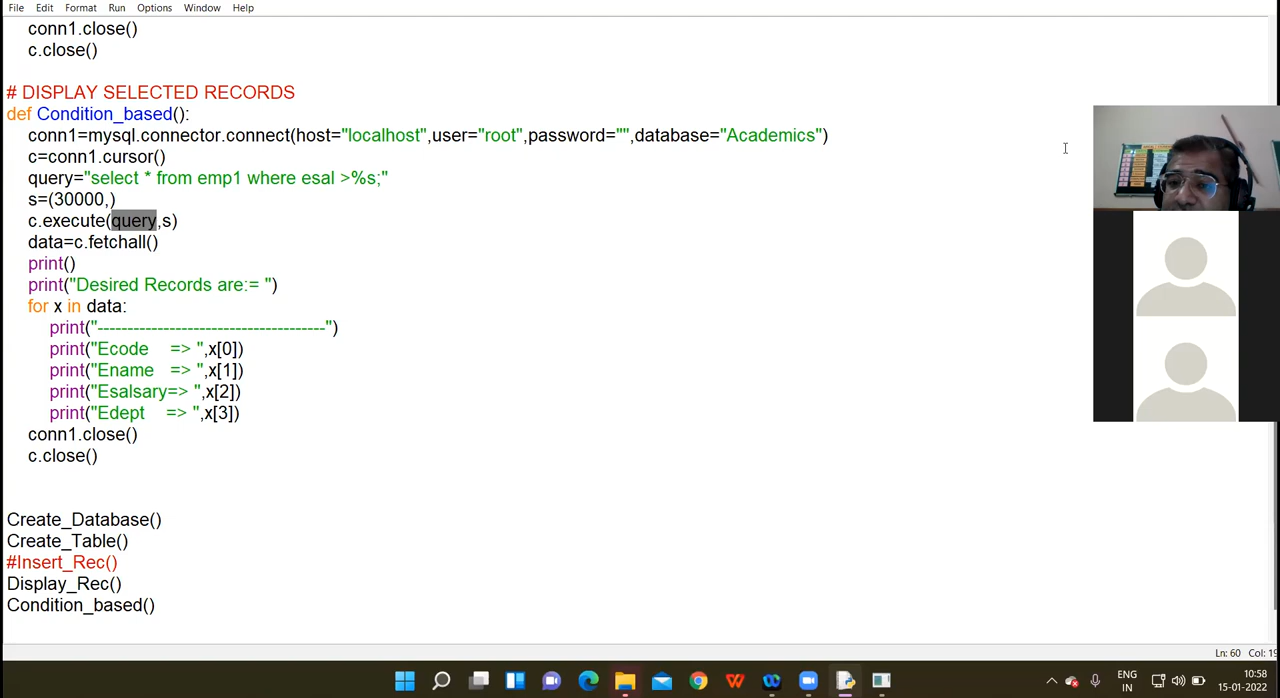 File Edit Format Run Options Window Help
conn1.close()
c.close()
# DISPLAY SELECTED RECORDS
def Condition_based():
conn1=mysql.connector.connect(host="localhost",user="root",password="",database="Academics")
c=conn1.cursor()
query="select * from emp1 where esal >%s;"
s=(30000,)
c.execute(query,s)
data=c.fetchall()
print()
print("Desired Records are:= ")
for x in data:
print("--------------------------------------")
print("Ecode => ",x[0])
print("Ename => ",x[1])
print("Esalsary=> ",x[2])
print("Edept => ",x[3])
conn1.close()
c.close()
Create_Database()
Create_Table()
#Insert_Rec()
Display_Rec()
Condition_based()
Ln: 60 Col: 19
ENG
IN
10:58
15-01-2022